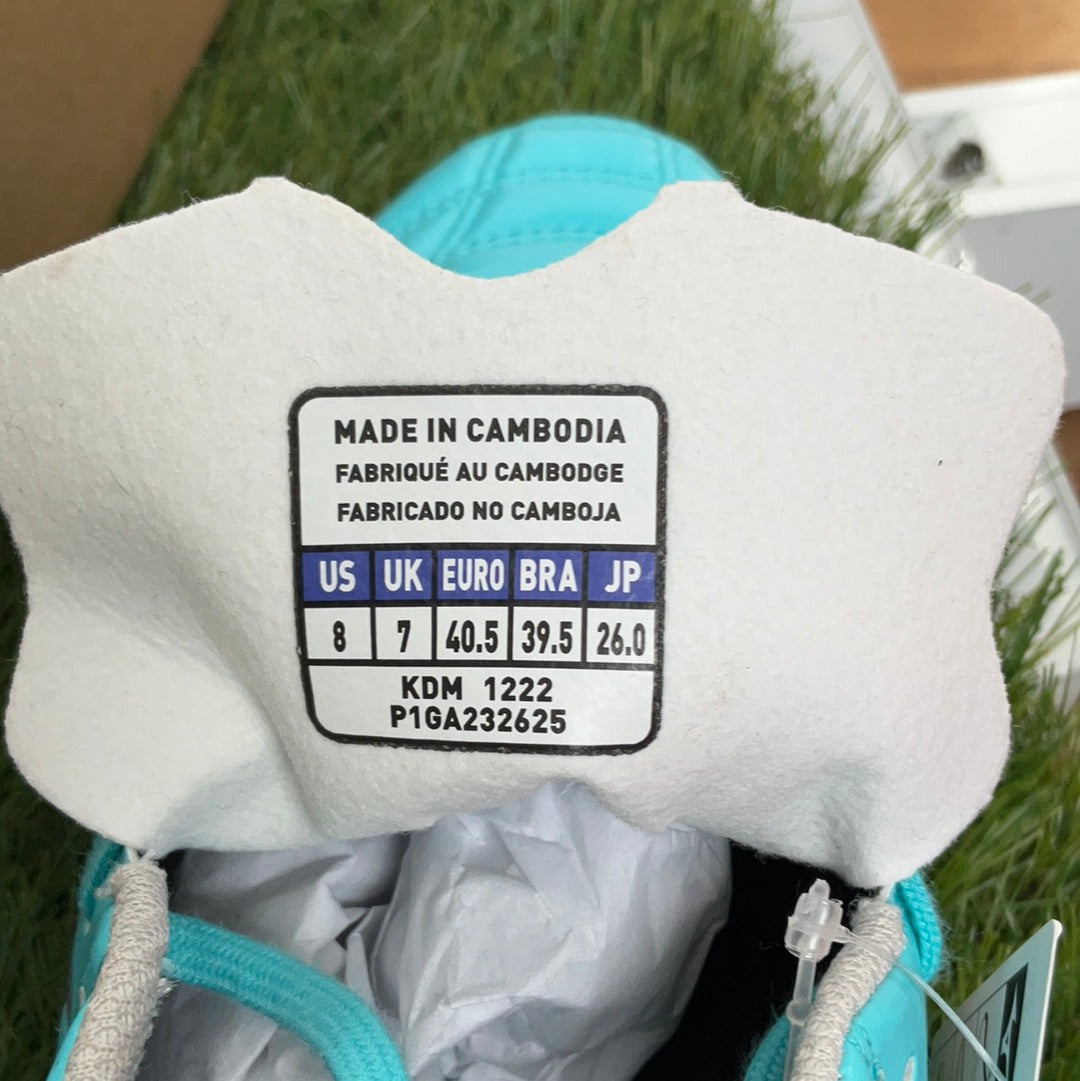 MADE IN CAMBODIA
FABRIQUÉ AU CAMBODGE
FABRICADO NO CAMBOJA
US UK EURO BRA JP
8 7 40.5 39.5 26.0
KDM 1222
P1GA232625